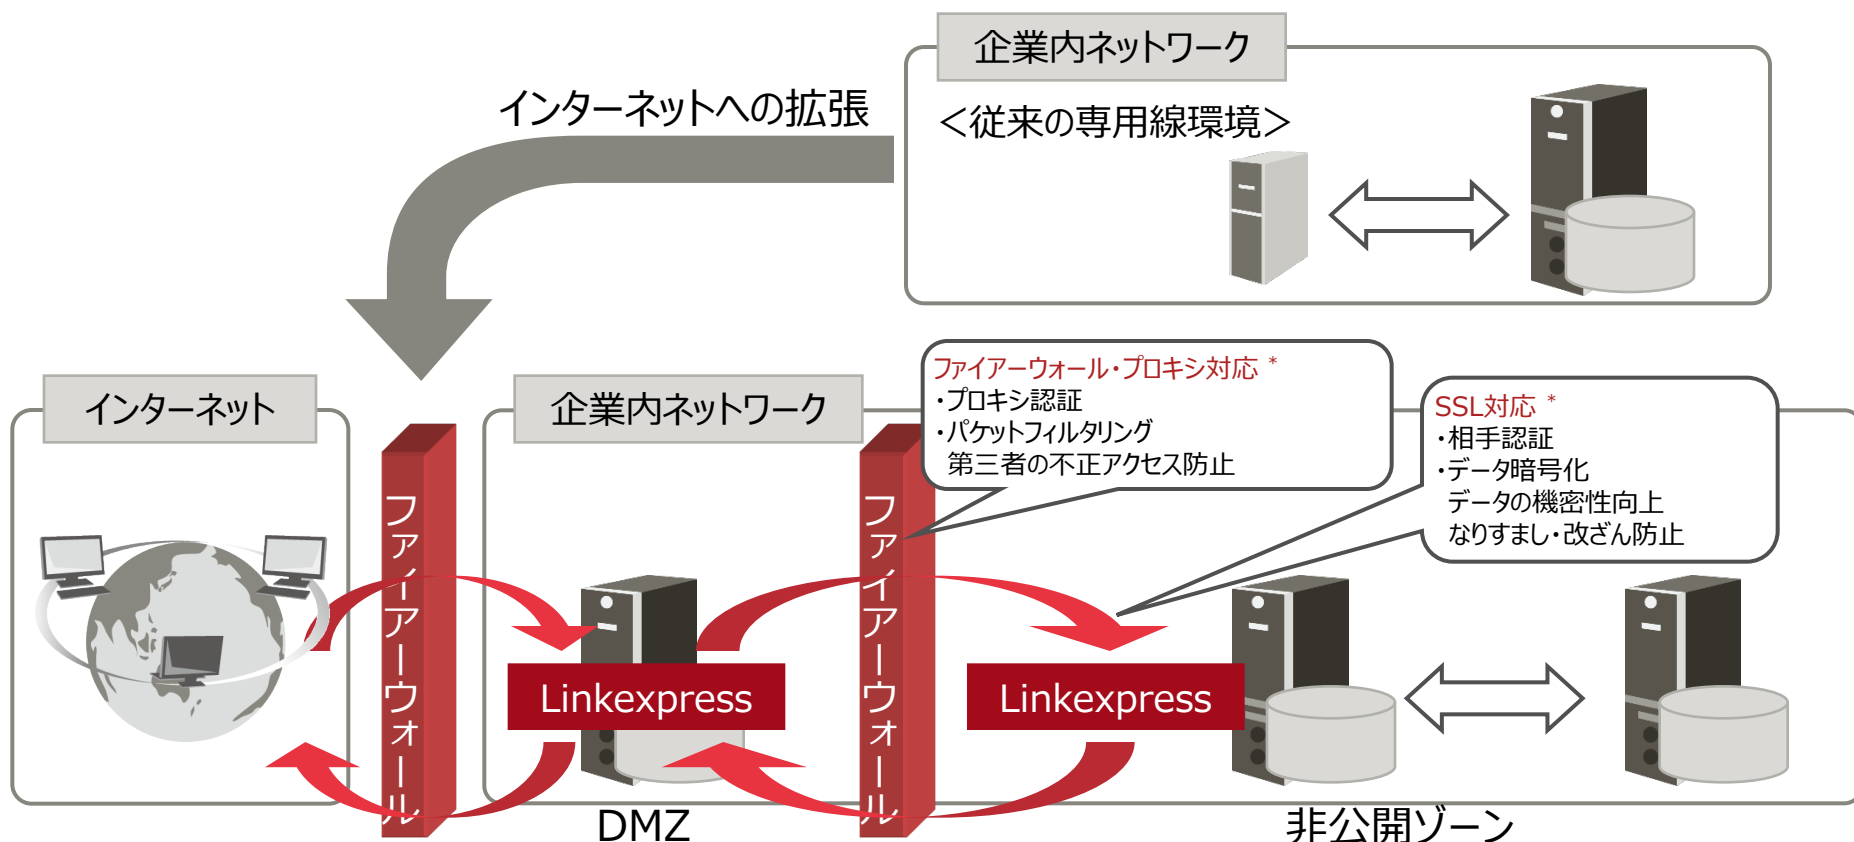 企業内ネットワーク
インターネットへの拡張
＜従来の専用線環境＞
インターネット
企業内ネットワーク
ファイアーウォール・プロキシ対応 *
・プロキシ認証
・パケットフィルタリング
第三者の不正アクセス防止
SSL対応 *
・相手認証
・データ暗号化
データの機密性向上
なりすまし・改ざん防止
ファイアーウォール
ファイアーウォール
Linkexpress
Linkexpress
DMZ
非公開ゾーン